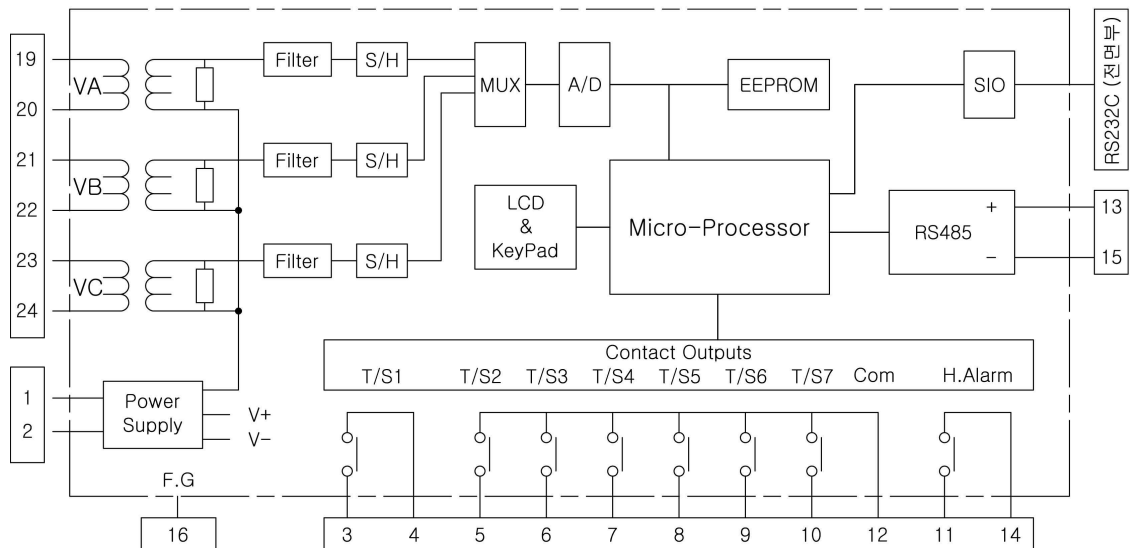 19
20
21
22
23
24
VA
VB
VC
Filter S/H
Filter S/H
Filter S/H
MUX
A/D
EEPROM
SIO
RS232C (전면부)
LCD
&
KeyPad
Micro-Processor
RS485
+
-
13
15
1
2
Power
Supply
V+
V-
F.G
16
Contact Outputs
T/S1 T/S2 T/S3 T/S4 T/S5 T/S6 T/S7 Com H.Alarm
3 4 5 6 7 8 9 10 12 11 14